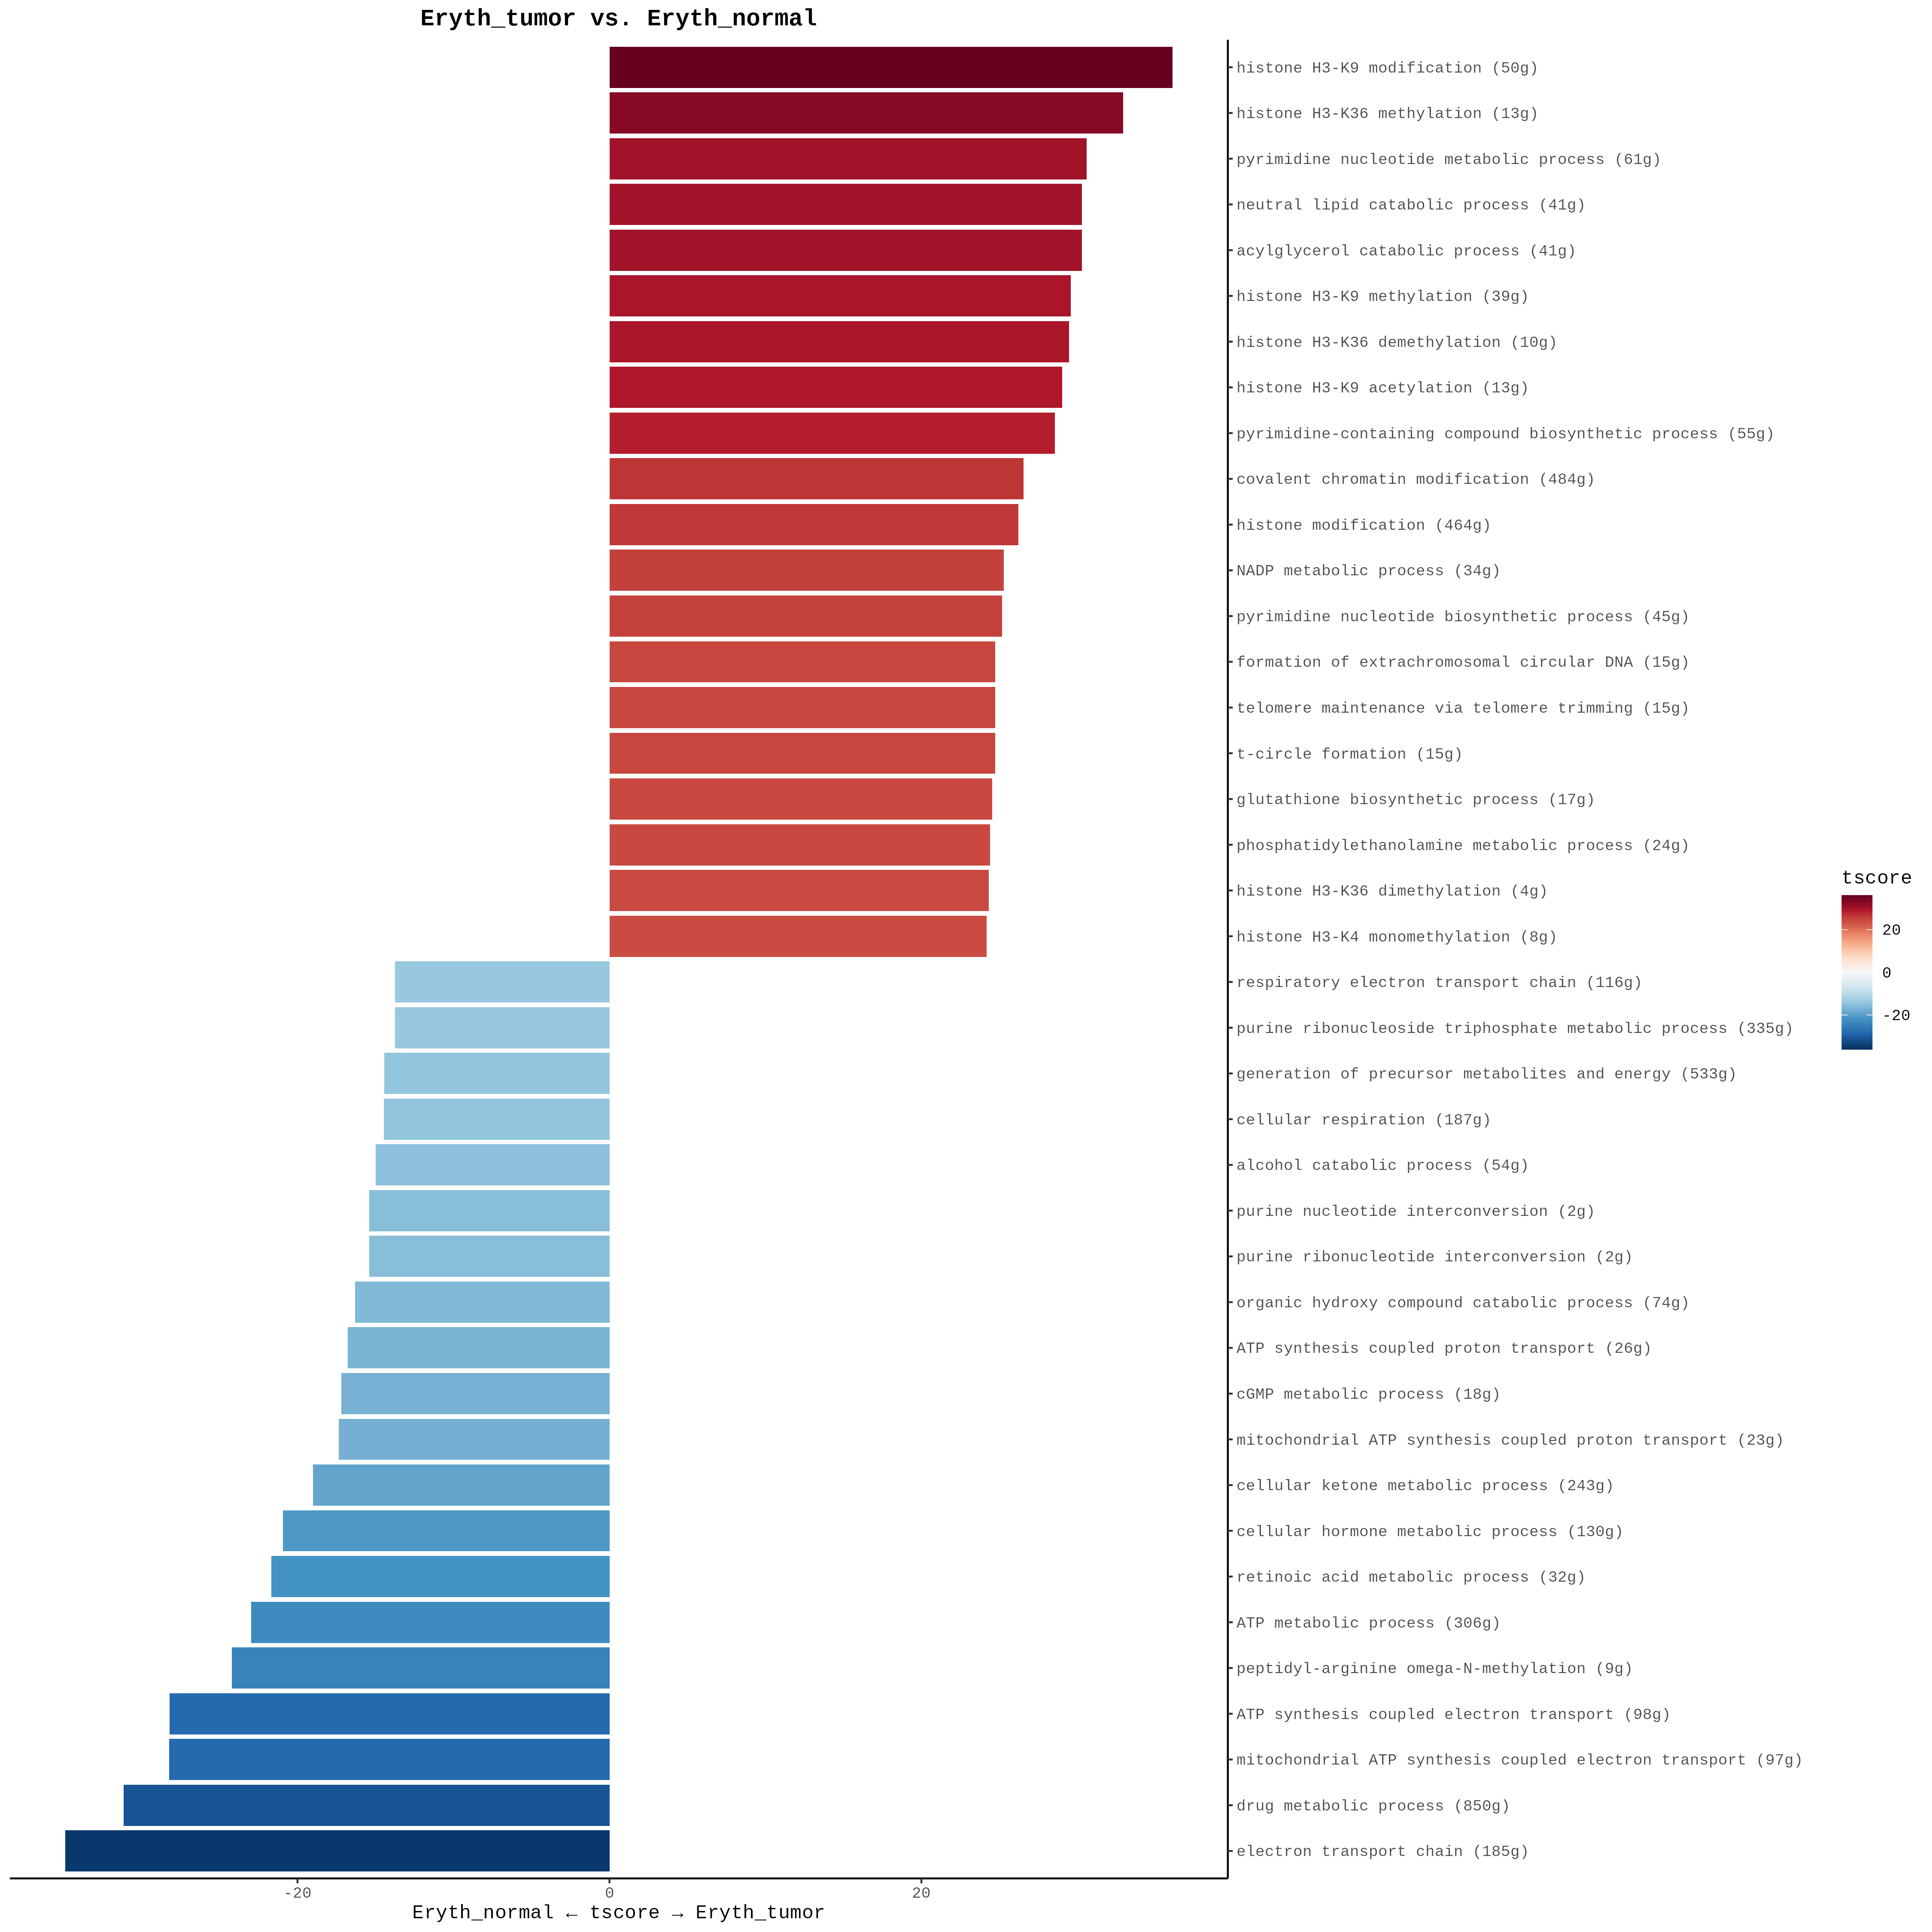 Eryth_tumor vs. Eryth_normal
histone H3-K9 modification (50g)
histone H3-K36 methylation (13g)
pyrimidine nucleotide metabolic process (61g)
neutral lipid catabolic process (41g)
acylglycerol catabolic process (41g)
histone H3-K9 methylation (39g)
histone H3-K36 demethylation (10g)
histone H3-K9 acetylation (13g)
pyrimidine-containing compound biosynthetic process (55g)
covalent chromatin modification (484g)
histone modification (464g)
NADP metabolic process (34g)
pyrimidine nucleotide biosynthetic process (45g)
formation of extrachromosomal circular DNA (15g)
telomere maintenance via telomere trimming (15g)
t-circle formation (15g)
glutathione biosynthetic process (17g)
phosphatidylethanolamine metabolic process (24g)
histone H3-K36 dimethylation (4g)
histone H3-K4 monomethylation (8g)
respiratory electron transport chain (116g)
purine ribonucleoside triphosphate metabolic process (335g)
generation of precursor metabolites and energy (533g)
cellular respiration (187g)
alcohol catabolic process (54g)
purine nucleotide interconversion (2g)
purine ribonucleotide interconversion (2g)
organic hydroxy compound catabolic process (74g)
ATP synthesis coupled proton transport (26g)
cGMP metabolic process (18g)
mitochondrial ATP synthesis coupled proton transport (23g)
cellular ketone metabolic process (243g)
cellular hormone metabolic process (130g)
retinoic acid metabolic process (32g)
ATP metabolic process (306g)
peptidyl-arginine omega-N-methylation (9g)
ATP synthesis coupled electron transport (98g)
mitochondrial ATP synthesis coupled electron transport (97g)
drug metabolic process (850g)
electron transport chain (185g)
-20 0 20
Eryth_normal ← tscore → Eryth_tumor
tscore
20
0
-20